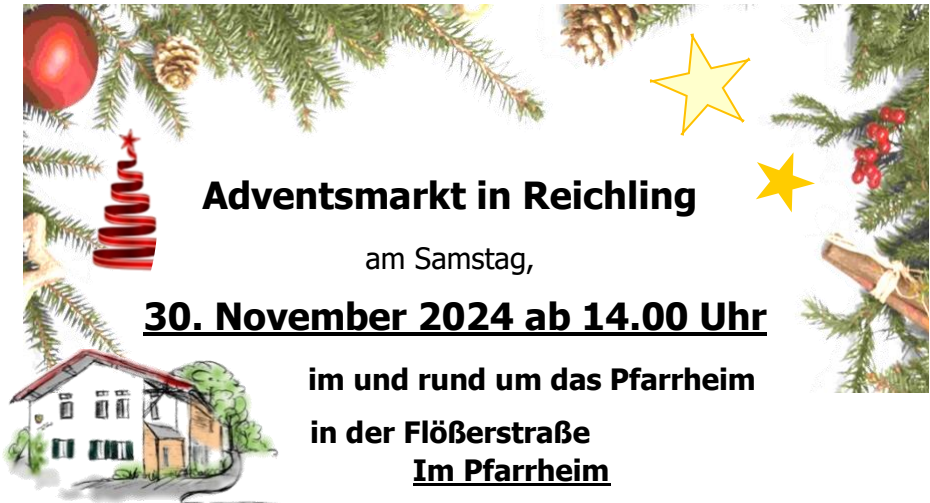 Adventsmarkt in Reichling
am Samstag,
30. November 2024 ab 14.00 Uhr
im und rund um das Pfarrheim
in der Flößerstraße
Im Pfarrheim